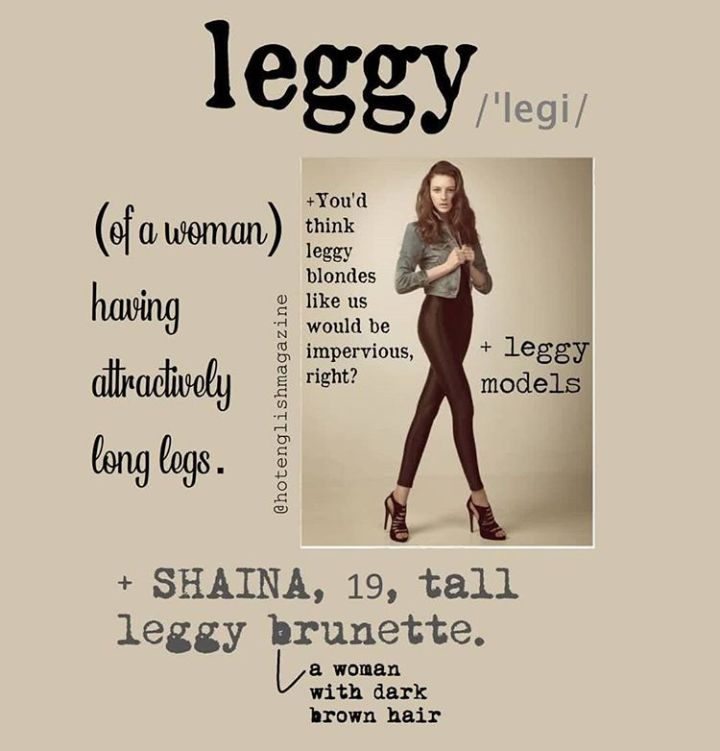 leggy
/'legi/
(of a woman)
having
attractively
long legs.
@hotenglishmagazine
+You'd
think
leggy
blondes
like us
would be
impervious,
right?
+ leggy
models
+ SHAINA, 19, tall
leggy brunette.
a woman
with dark
brown hair